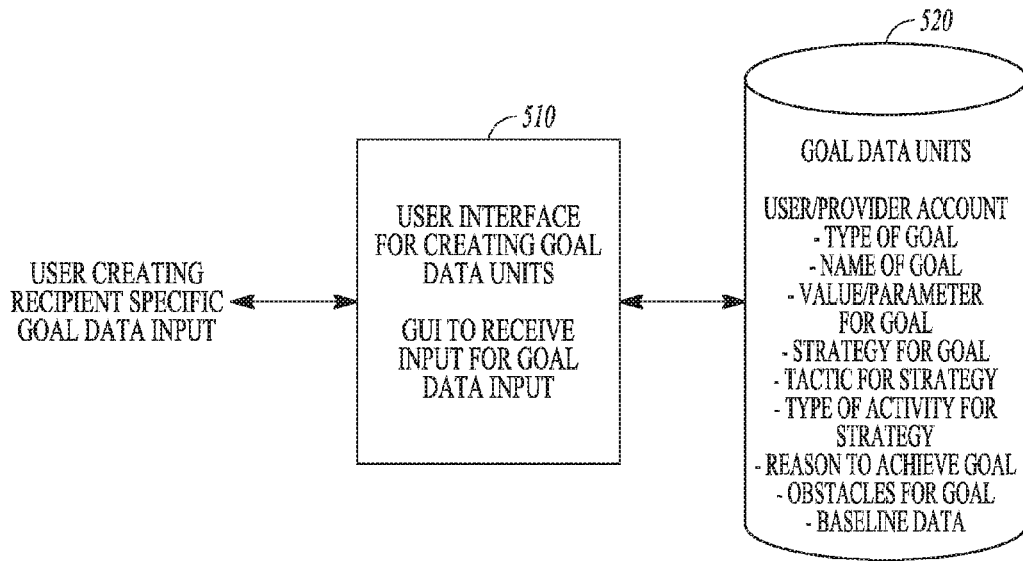 520
510
USER CREATING
RECIPIENT SPECIFIC
GOAL DATA INPUT
USER INTERFACE
FOR CREATING GOAL
DATA UNITS
GUI TO RECEIVE
INPUT FOR GOAL
DATA INPUT
GOAL DATA UNITS
USER/PROVIDER ACCOUNT
- TYPE OF GOAL
- NAME OF GOAL
- VALUE/PARAMETER
FOR GOAL
- STRATEGY FOR GOAL
- TACTIC FOR STRATEGY
- TYPE OF ACTIVITY FOR
STRATEGY
- REASON TO ACHIEVE GOAL
- OBSTACLES FOR GOAL
- BASELINE DATA